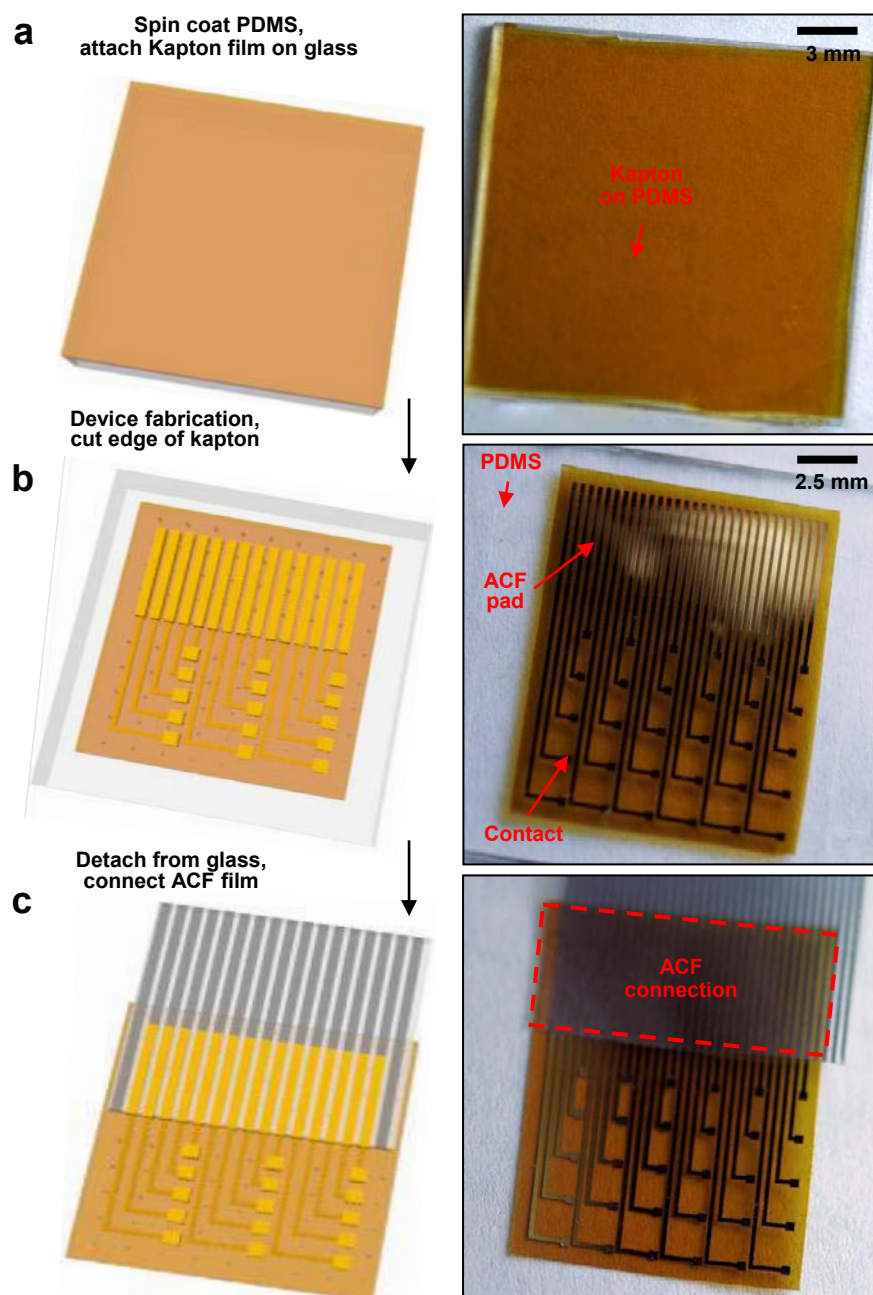 a
Spin coat PDMS,
attach Kapton film on glass
3 mm
Kapton
on PDMS
Device fabrication,
cut edge of kapton
b
PDMS
2.5 mm
ACF
pad
Contact
Detach from glass,
connect ACF film
c
ACF
connection